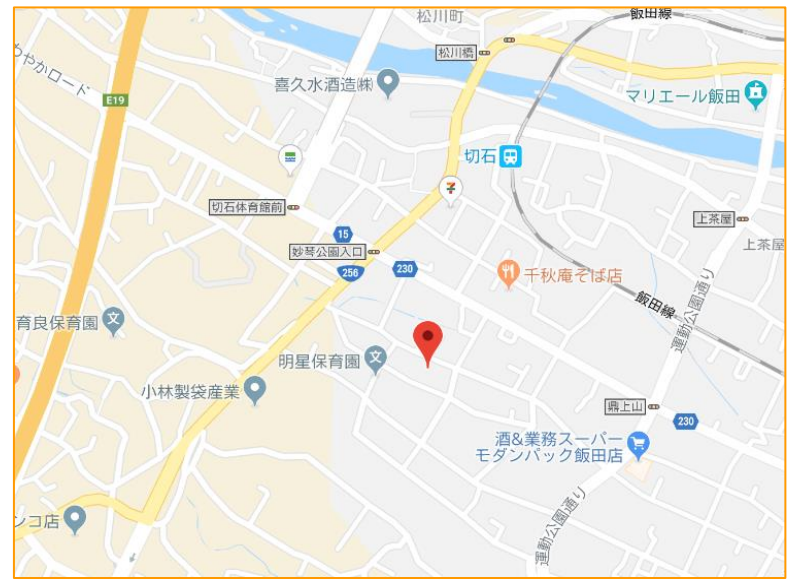 松川町
飯田線
松川橋
わやかロード
喜久水酒造㈱
マリエール飯田
E19
切石
7
切石体育館前
上茶屋
15
上茶屋
妙琴公園入口
256
230
千秋庵そば店
飯田線
運動公園通り
育良保育園
文
明星保育園
文
小林製袋産業
鼎上山
230
酒&業務スーパー
モダンパック飯田店
ンコ店
運動公園通り